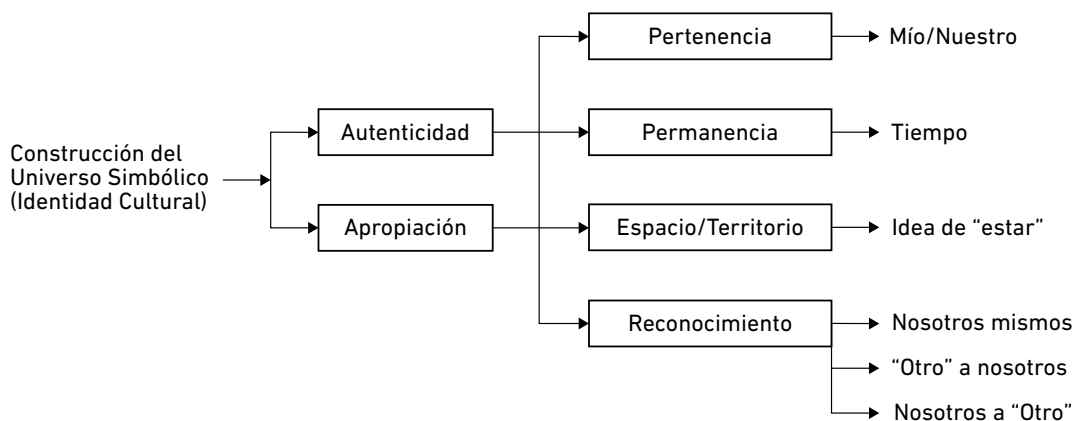 Pertenencia
Mío/Nuestro
Autenticidad
Permanencia
Tiempo
Construcción del
Universo Simbólico
(Identidad Cultural)
Apropiación
Espacio/Territorio
Idea de “estar”
Reconocimiento
Nosotros mismos
“Otro” a nosotros
Nosotros a “Otro”